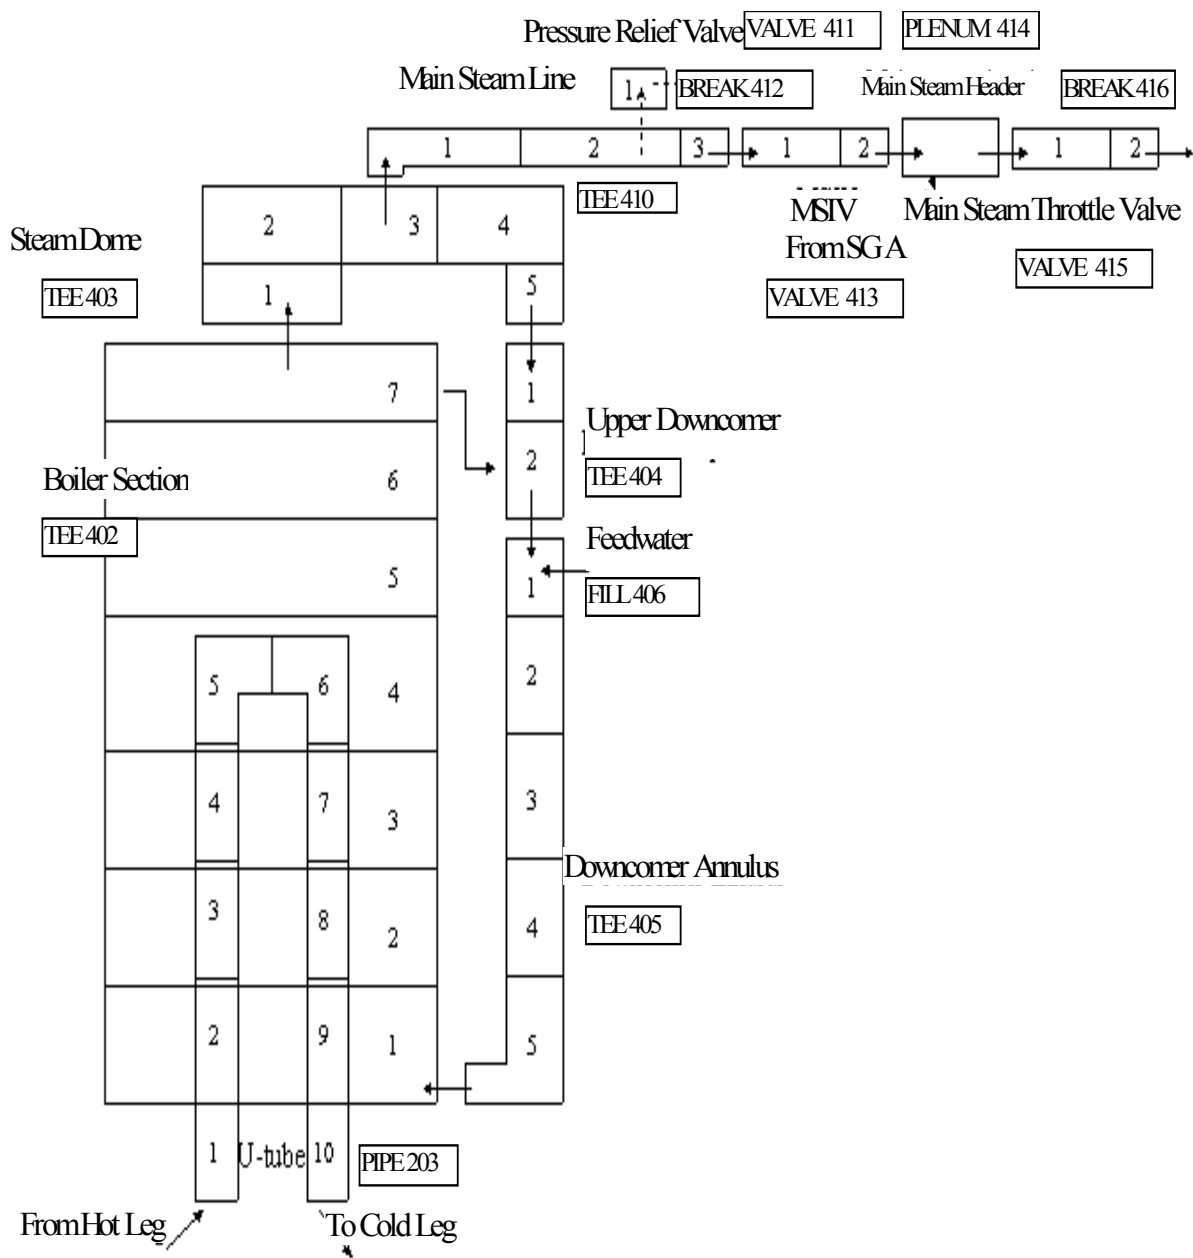 Pressure Relief Valve VALVE 411 PLENUM 414
Main Steam Line 1 BREAK 412 Main Steam Header BREAK 416
1 2 3 1 2 1 2
TEE 410
MSIV Main Steam Throttle Valve
From SG A
VALVE 415
VALVE 413
2 3 4
Steam Dome
TEE 403
1 5
7 1
Upper Downcomer
2
TEE 404
Boiler Section 6
TEE 402
Feedwater
5 1
FILL 406
5 6 4 2
4 7 3 3
Downcomer Annulus
3 8 2 4
TEE 405
2 9 1 5
1 U-tube 10 PIPE 203
From Hot Leg To Cold Leg